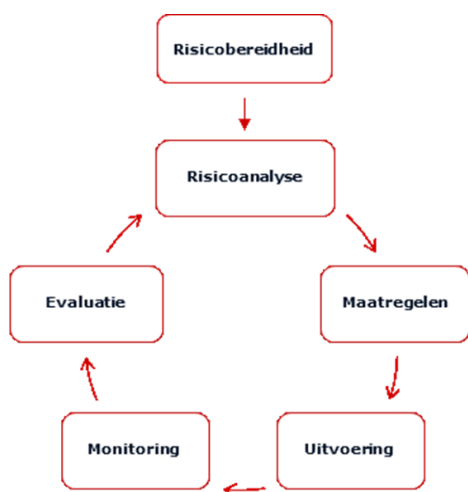 Risicobereidheid
Risicoanalyse
Evaluatie
Maatregelen
Monitoring
Uitvoering